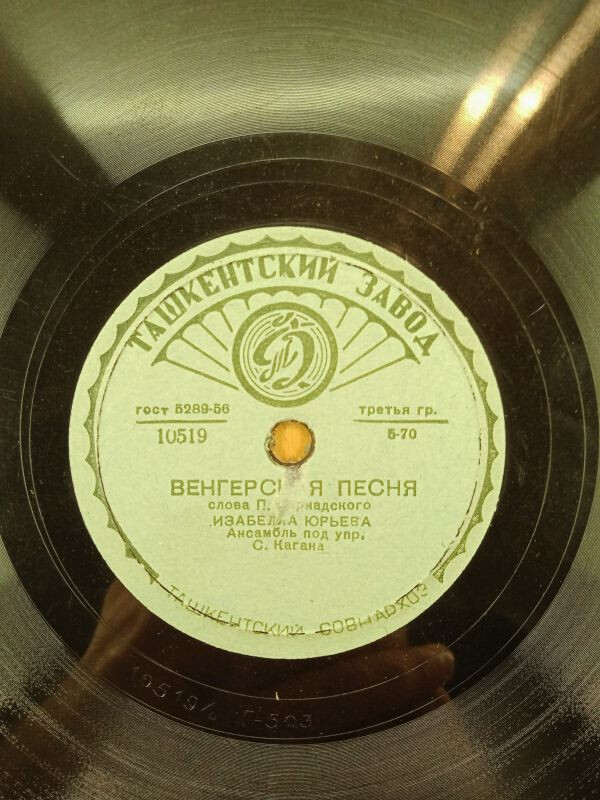 ТАШКЕНТСКИЙ ЗАВОД
гост 5289-56
третья гр.
10519
5-70
ПЕСНЯ
слова П.
ИЗАБЕЛЛА ЮРЬЕВА
Ансамбль под упр.
С. Кагана
ТАШКЕНТСКИЙ СОВНАРХОЗ